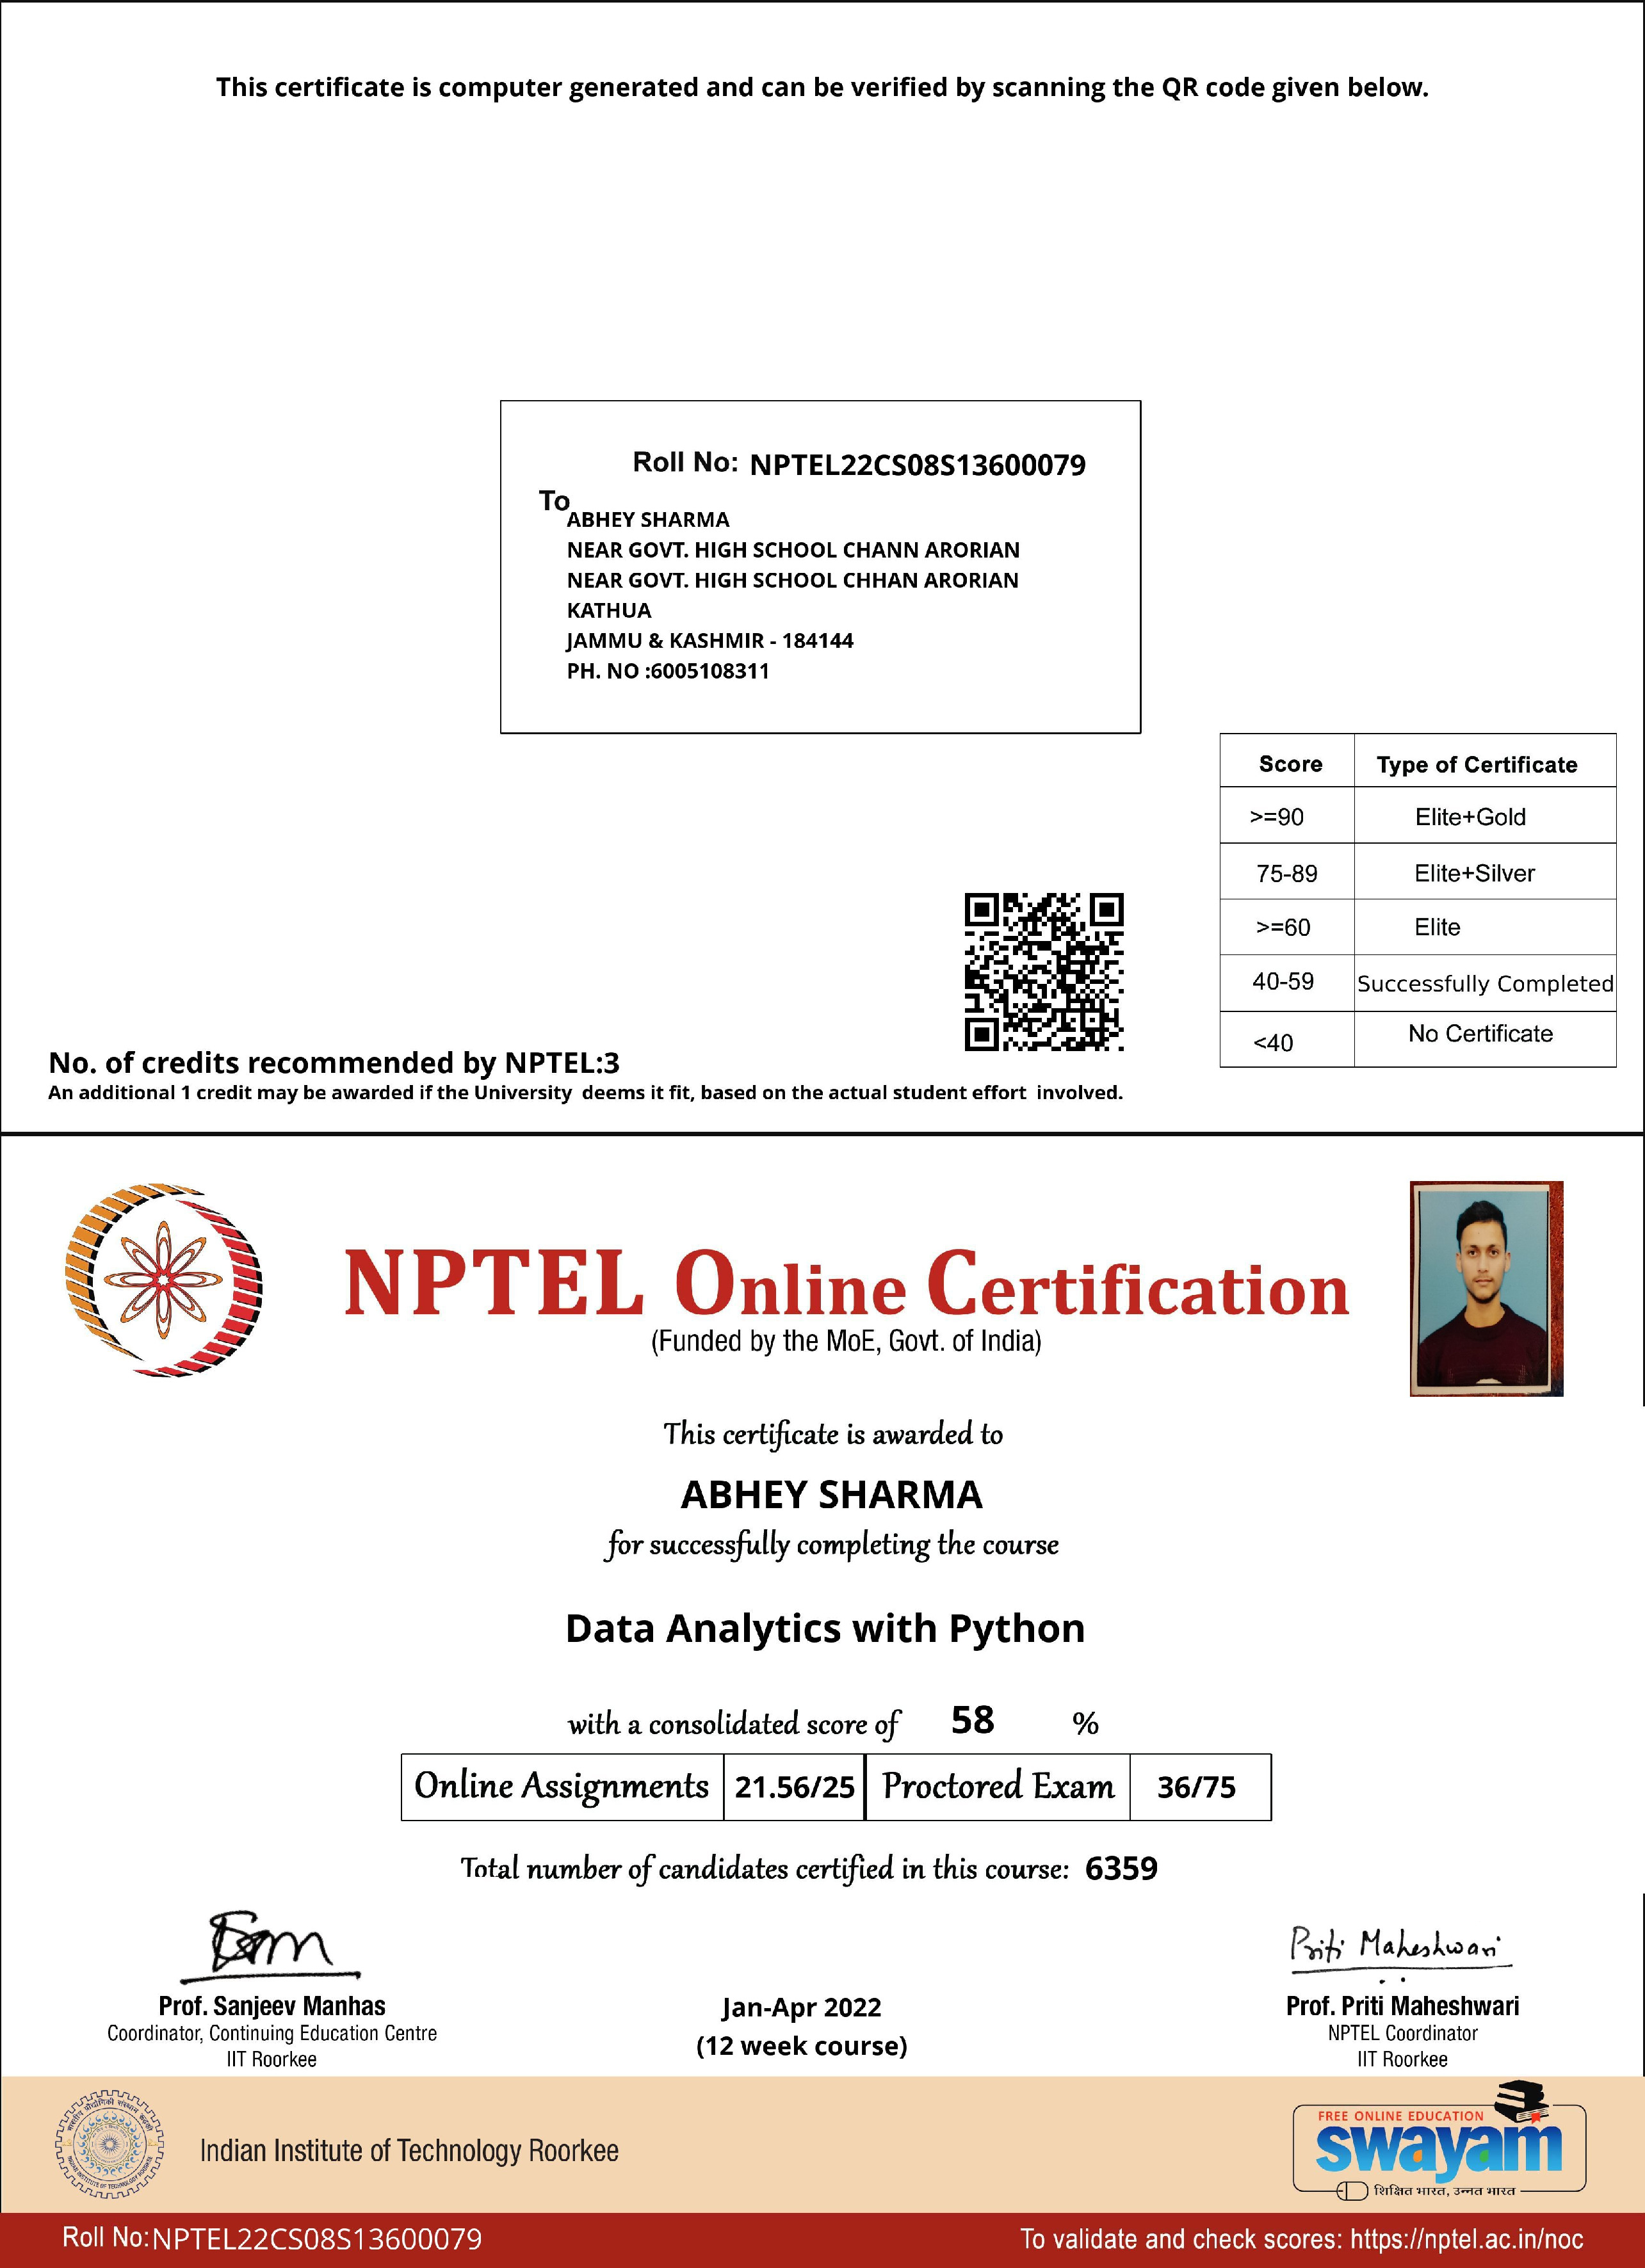 This certificate is computer generated and can be verified by scanning the QR code given below.
Roll No: NPTEL22CS08S13600079
To
ABHEY SHARMA
NEAR GOVT. HIGH SCHOOL CHANN ARORIAN
NEAR GOVT. HIGH SCHOOL CHHAN ARORIAN
KATHUA
JAMMU & KASHMIR - 184144
PH. NO :6005108311
Score Type of Certificate
>=90 Elite+Gold
75-89 Elite+Silver
>=60 Elite
40-59 Successfully Completed
<40 No Certificate
No. of credits recommended by NPTEL:3
An additional 1 credit may be awarded if the University deems it fit, based on the actual student effort involved.
NPTEL Online Certification
(Funded by the MoE, Govt. of India)
This certificate is awarded to
ABHEY SHARMA
for successfully completing the course
Data Analytics with Python
with a consolidated score of 58 %
Online Assignments 21.56/25 Proctored Exam 36/75
Total number of candidates certified in this course: 6359
Priti Maheshwari
Prof. Sanjeev Manhas
Coordinator, Continuing Education Centre
IIT Roorkee
Jan-Apr 2022
(12 week course)
Prof. Priti Maheshwari
NPTEL Coordinator
IIT Roorkee
Indian Institute of Technology Roorkee
FREE ONLINE EDUCATION
swayam
शिक्षित भारत, उन्नत भारत
Roll No:NPTEL22CS08S13600079
To validate and check scores: https://nptel.ac.in/noc